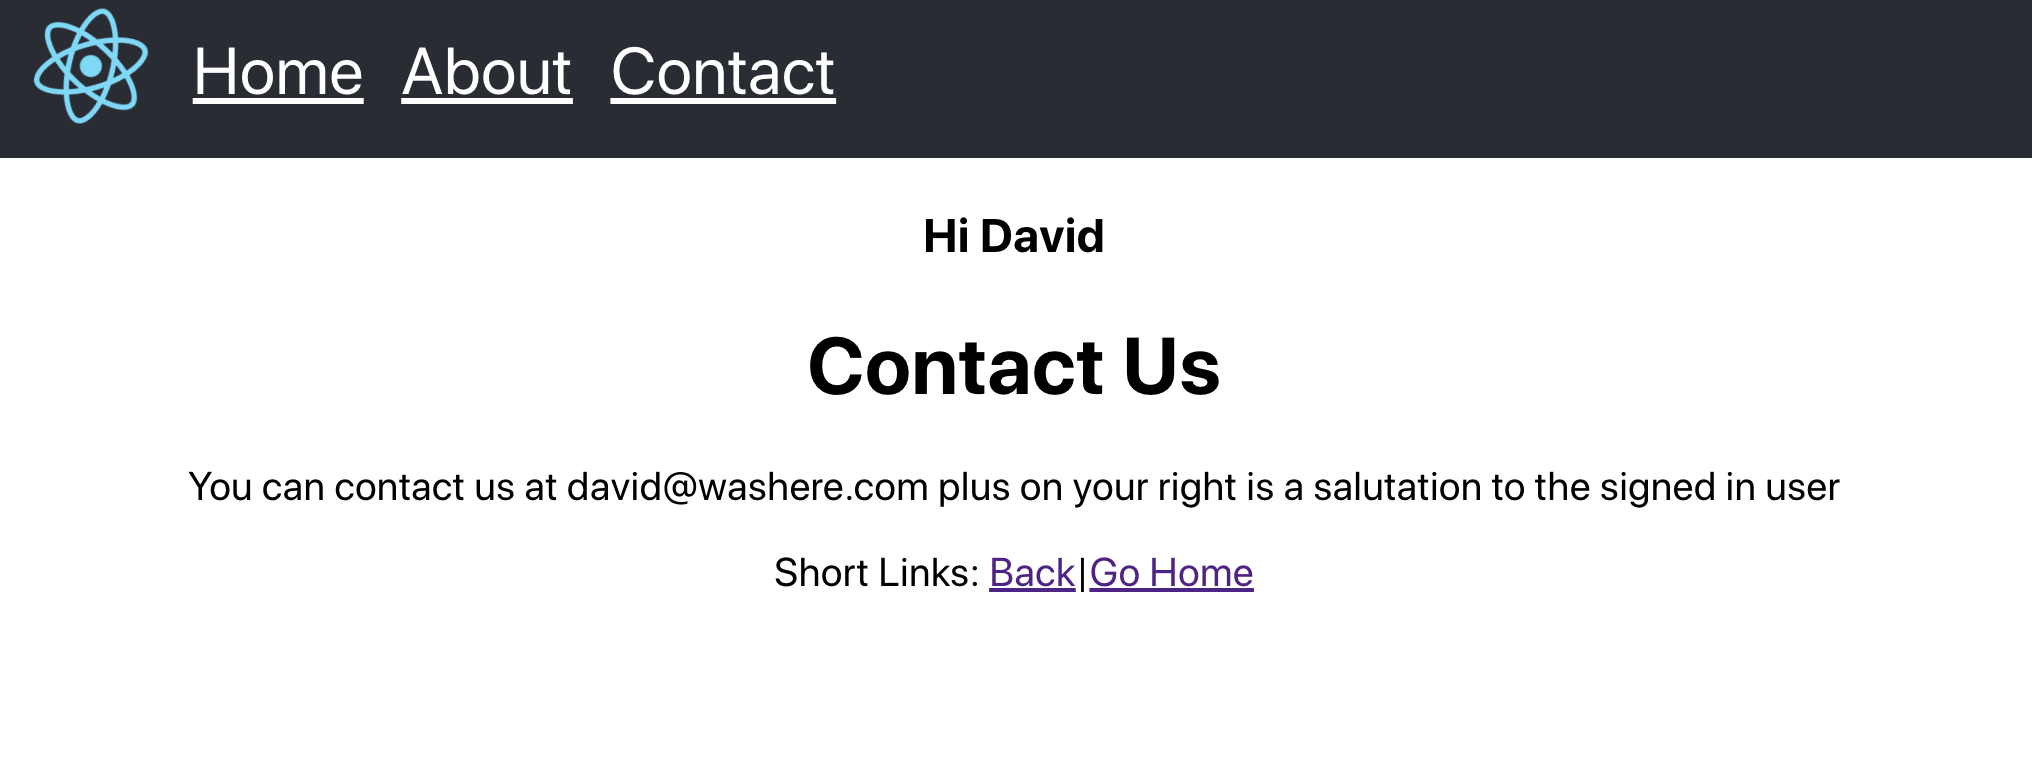 Home About Contact
Hi David
Contact Us
You can contact us at david@washere.com plus on your right is a salutation to the signed in user
Short Links: Back|Go Home